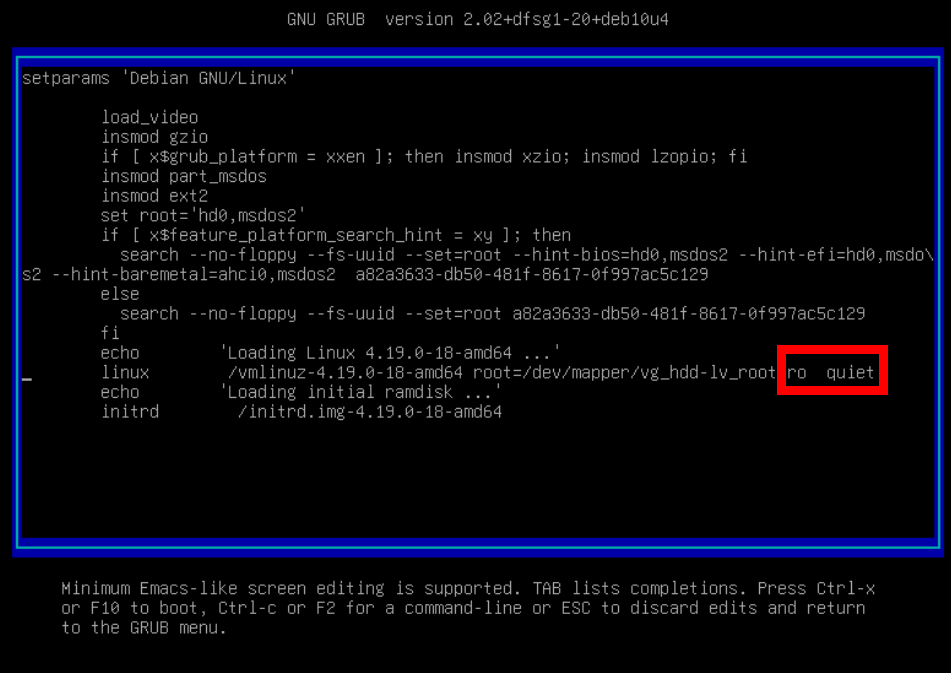 GNU GRUB  version 2.02+dfsg1-20+deb10u4
setparams 'Debian GNU/Linux'
load_video
insmod gzio
if [ x$grub_platform = xxen ]; then insmod xzio; insmod lzopio; fi
insmod part_msdos
insmod ext2
set root='hd0,msdos2'
if [ x$feature_platform_search_hint = xy ]; then
search --no-floppy --fs-uuid --set=root --hint-bios=hd0,msdos2 --hint-efi=hd0,msdo\
s2 --hint-baremetal=ahci0,msdos2  a82a3633-db50-481f-8617-0f997ac5c129
else
search --no-floppy --fs-uuid --set=root a82a3633-db50-481f-8617-0f997ac5c129
fi
echo        'Loading Linux 4.19.0-18-amd64 ...'
linux        /vmlinuz-4.19.0-18-amd64 root=/dev/mapper/vg_hdd-lv_root ro  quiet
echo        'Loading initial ramdisk ...'
initrd        /initrd.img-4.19.0-18-amd64
Minimum Emacs-like screen editing is supported. TAB lists completions. Press Ctrl-x
or F10 to boot, Ctrl-c or F2 for a command-line or ESC to discard edits and return
to the GRUB menu.